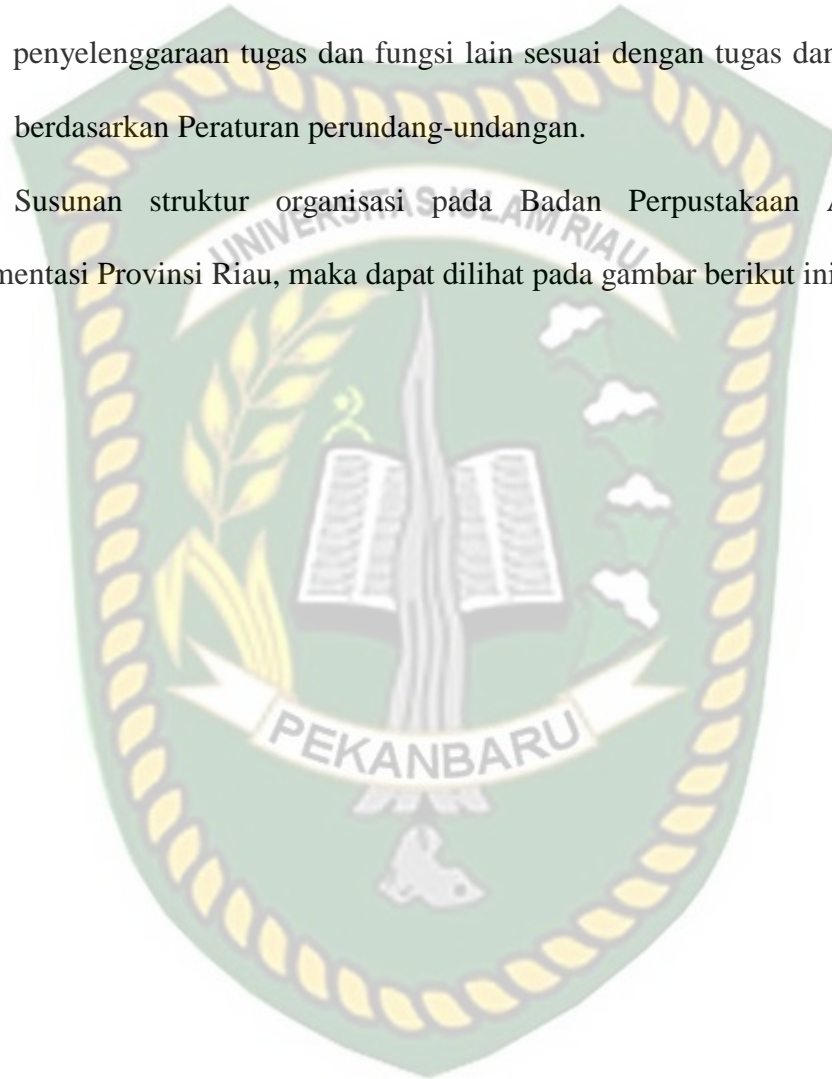 penyelenggaraan tugas dan fungsi lain sesuai dengan tugas dan
berdasarkan Peraturan perundang-undangan.
Susunan struktur organisasi pada Badan Perpustakaan
mentasi Provinsi Riau, maka dapat dilihat pada gambar berikut ini
UNIVERSITAS ISLAM RIAU
PEKANBARU